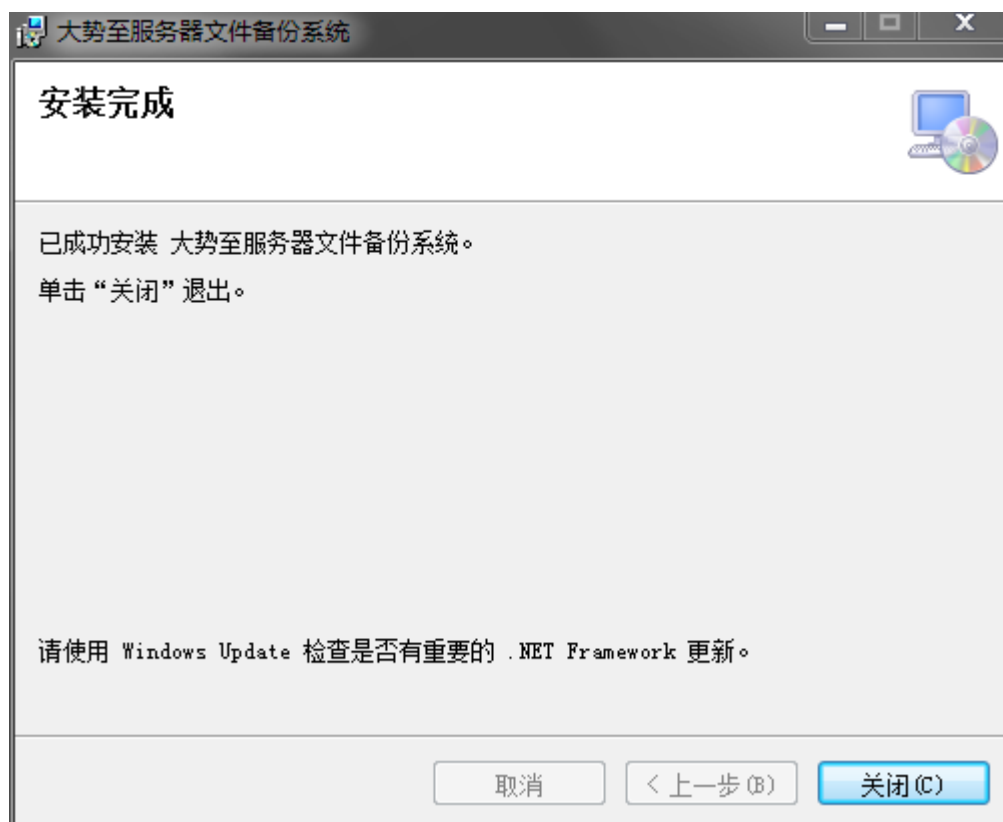 大势至服务器文件备份系统
安装完成
已成功安装 大势至服务器文件备份系统。
单击“关闭”退出。
请使用 Windows Update 检查是否有重要的 .NET Framework 更新。
取消
< 上一步(B)
关闭(C)